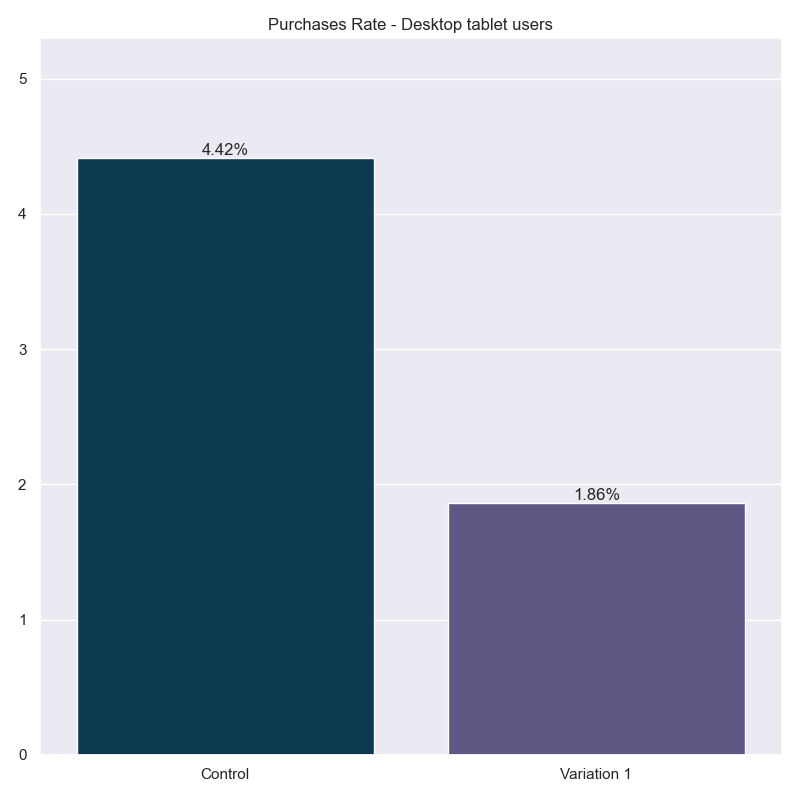 Purchases Rate - Desktop tablet users
5
4.42%
4
3
2
1.86%
1
0
Control
Variation 1